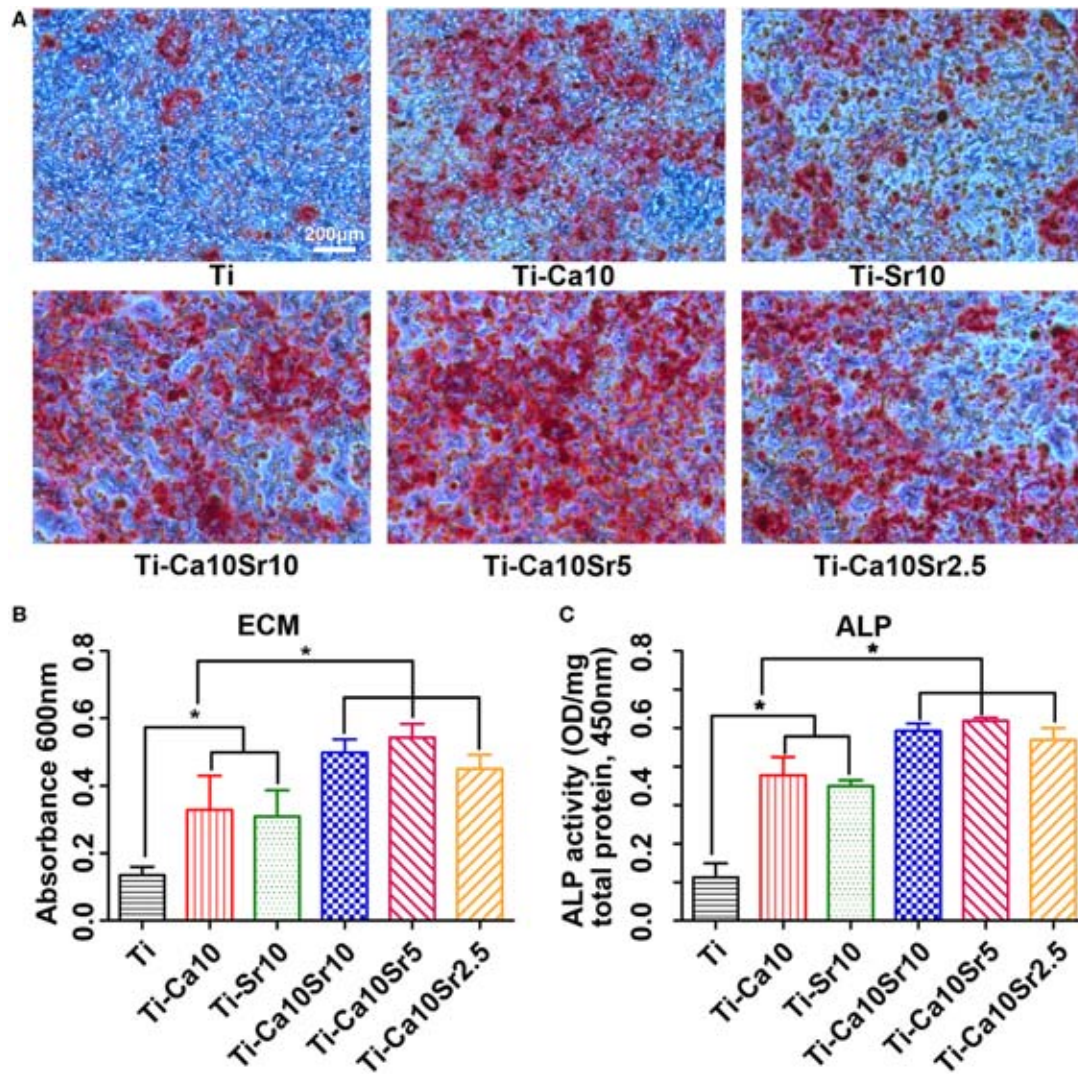 A
200μm
Ti
Ti-Ca10
Ti-Sr10
Ti-Ca10Sr10
Ti-Ca10Sr5
Ti-Ca10Sr2.5
B
ECM
Absorbance 600nm
0.8
0.6
0.4
0.2
0.0
*
*
Ti
Ti-Ca10
Ti-Sr10
Ti-Ca10Sr10
Ti-Ca10Sr5
Ti-Ca10Sr2.5
C
ALP
ALP activity (OD/mg
total protein, 450nm)
0.8
0.6
0.4
0.2
0.0
*
*
Ti
Ti-Ca10
Ti-Sr10
Ti-Ca10Sr10
Ti-Ca10Sr5
Ti-Ca10Sr2.5